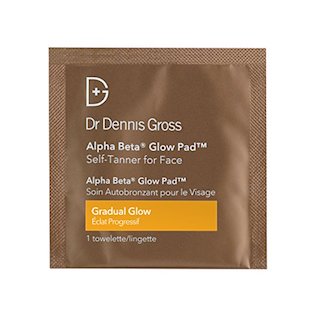 D
Dr Dennis Gross
Alpha Beta® Glow Pad™
Self-Tanner for Face
Alpha Beta® Glow Pad™
Soin Autobronzant pour le Visage
Gradual Glow
Éclat Progressif
1 towelette/lingette